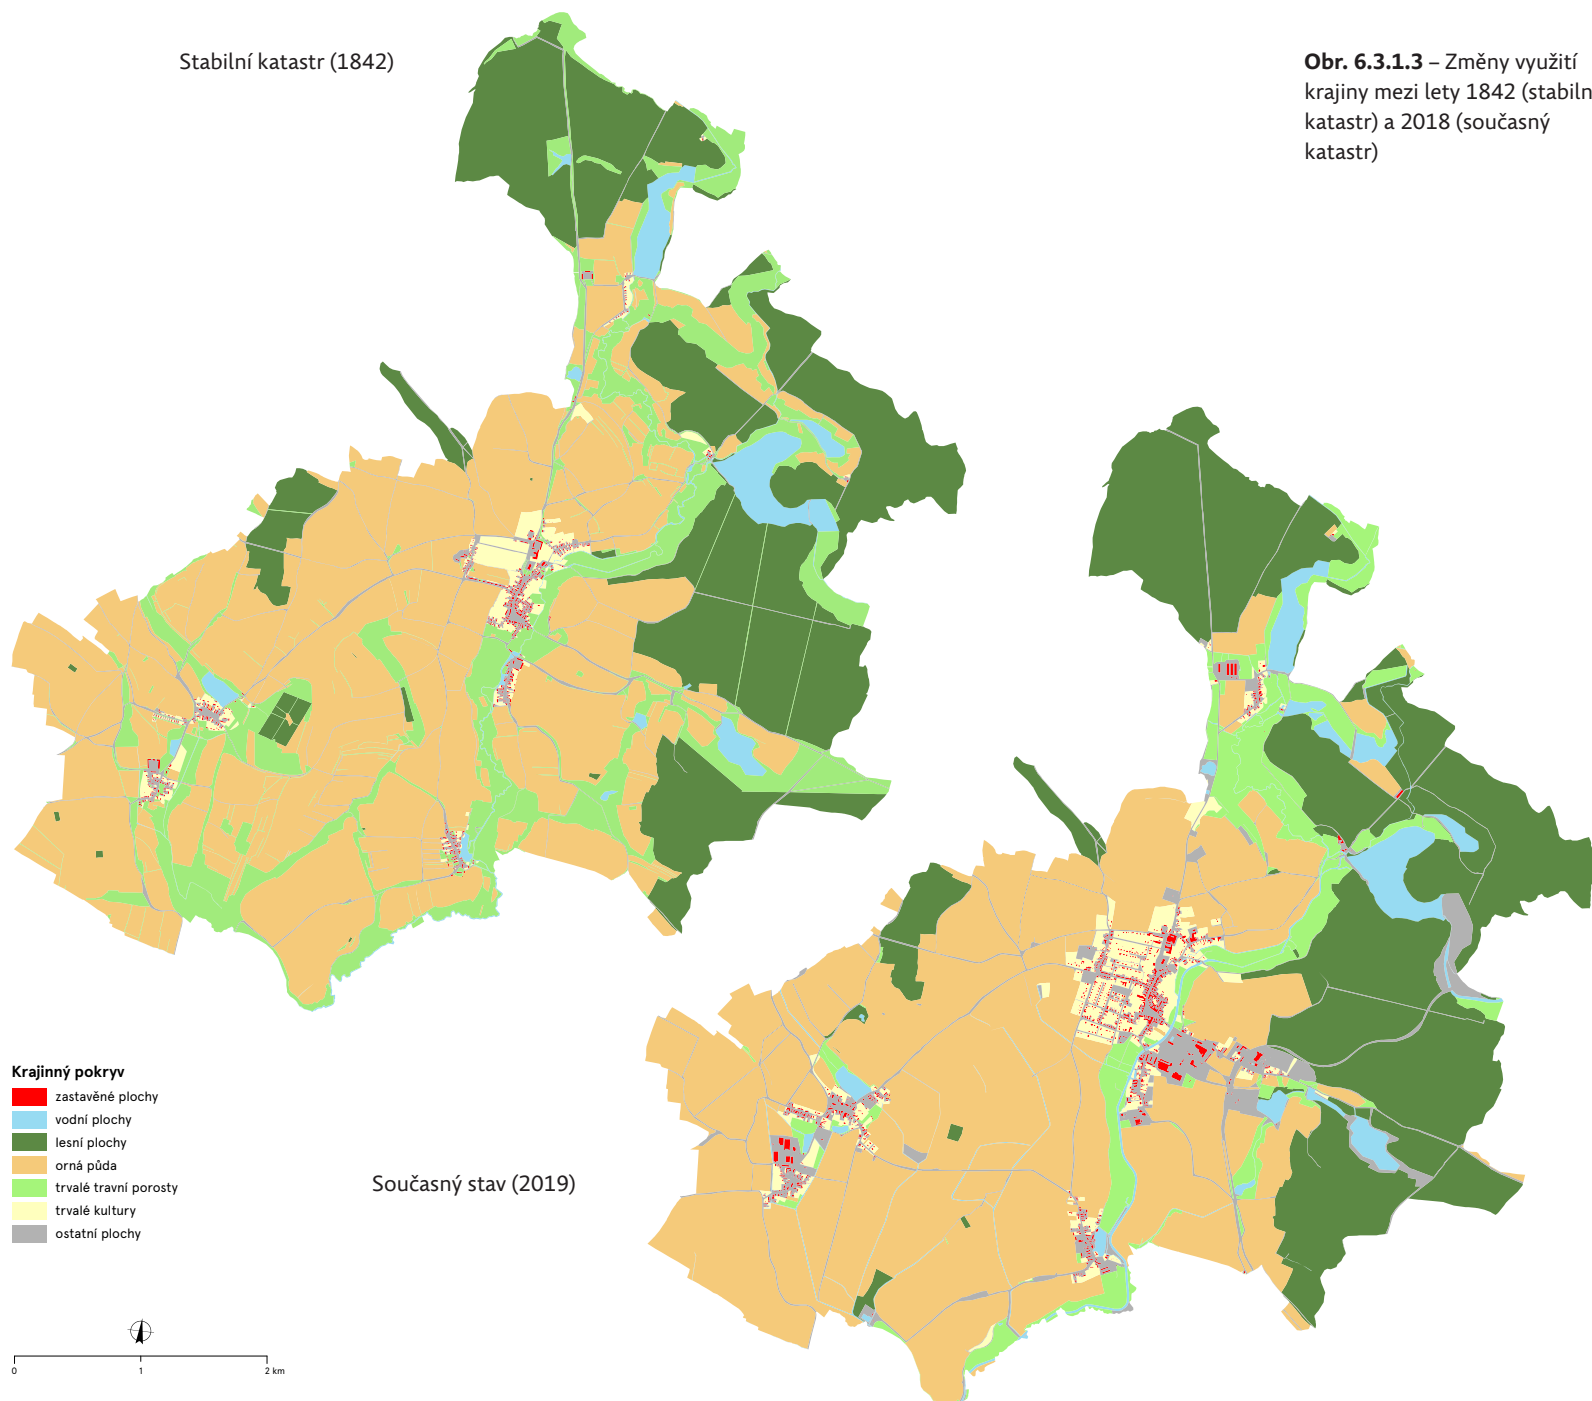 Stabilní katastr (1842)
Obr. 6.3.1.3 – Změny využití
krajiny mezi lety 1842 (stabiln
katastr) a 2018 (současný
katastr)
Krajinný pokryv
zastavěné plochy
vodní plochy
lesní plochy
orná půda
trvalé travní porosty
trvalé kultury
ostatní plochy
Současný stav (2019)
0 1 2 km